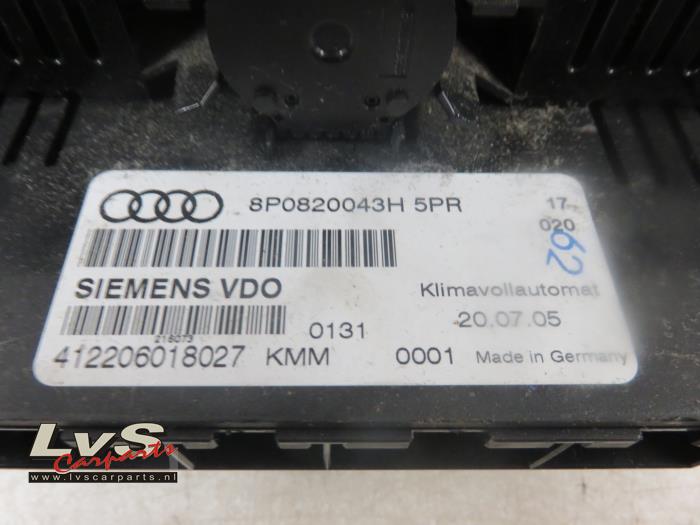 8P0820043H 5PR
17
020
62
SIEMENS VDO
Klimavollautomat
216073
0131
20.07.05
412206018027 KMM 0001 Made in Germany
LvS
Carparts
www.lvscarparts.nl